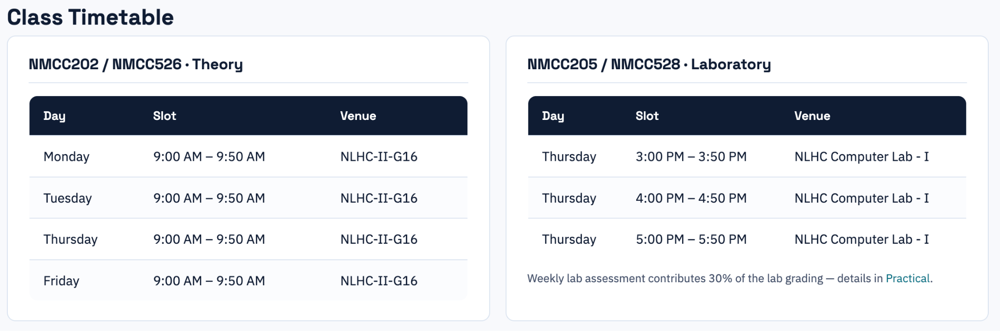 Class Timetable
NMCC202 / NMCC526 · Theory
Day Slot Venue
Monday 9:00 AM – 9:50 AM NLHC-II-G16
Tuesday 9:00 AM – 9:50 AM NLHC-II-G16
Thursday 9:00 AM – 9:50 AM NLHC-II-G16
Friday 9:00 AM – 9:50 AM NLHC-II-G16
NMCC205 / NMCC528 · Laboratory
Day Slot Venue
Thursday 3:00 PM – 3:50 PM NLHC Computer Lab - I
Thursday 4:00 PM – 4:50 PM NLHC Computer Lab - I
Thursday 5:00 PM – 5:50 PM NLHC Computer Lab - I
Weekly lab assessment contributes 30% of the lab grading — details in Practical.